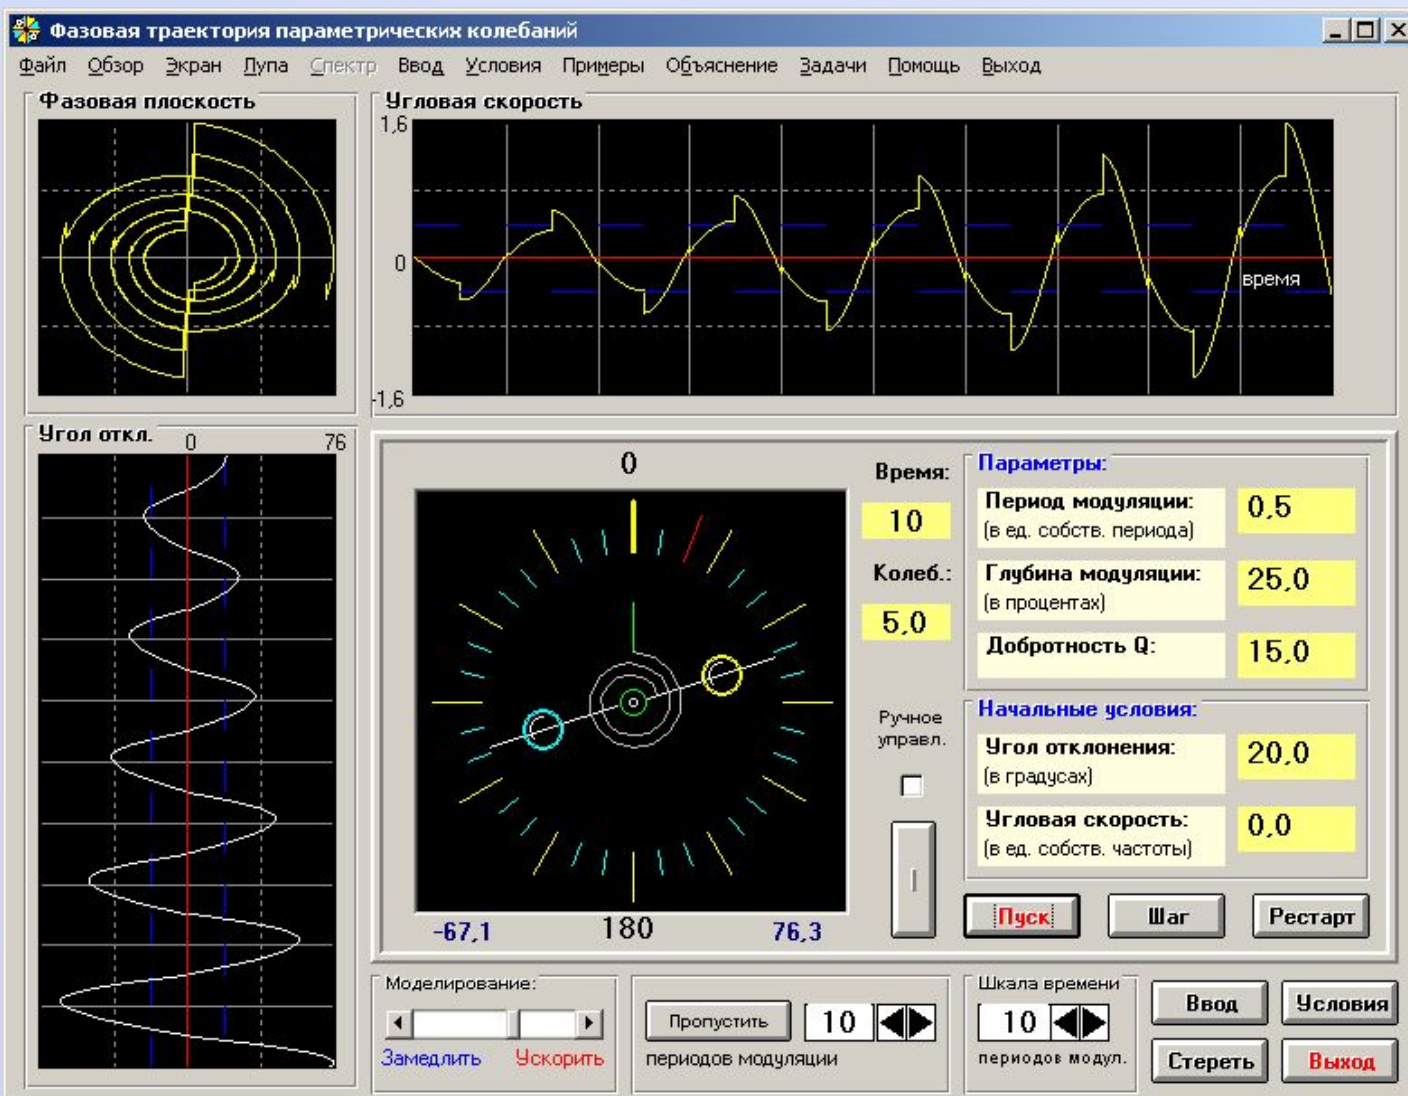 Фазовая траектория параметрических колебаний
Файл Обзор Экран Лупа Спектр Ввод Условия Примеры Объяснение Задачи Помощь Выход
Фазовая плоскость
Угловая скорость
1,6
0
-1,6
время
Угол откл.
0
76
0
180
-67,1
76,3
Время:
10
Колеб.:
5,0
Ручное
управл.
Параметры:
Период модуляции:
(в ед. собств. периода)
0,5
Глубина модуляции:
(в процентах)
25,0
Добротность Q:
15,0
Начальные условия:
Угол отклонения:
(в градусах)
20,0
Угловая скорость:
(в ед. собств. частоты)
0,0
Пуск Шаг Рестарт
Моделирование:
Замедлить Ускорить
Пропустить 10
периодов модуляции
Шкала времени
10
периодов модул.
Ввод Условия
Стереть Выход